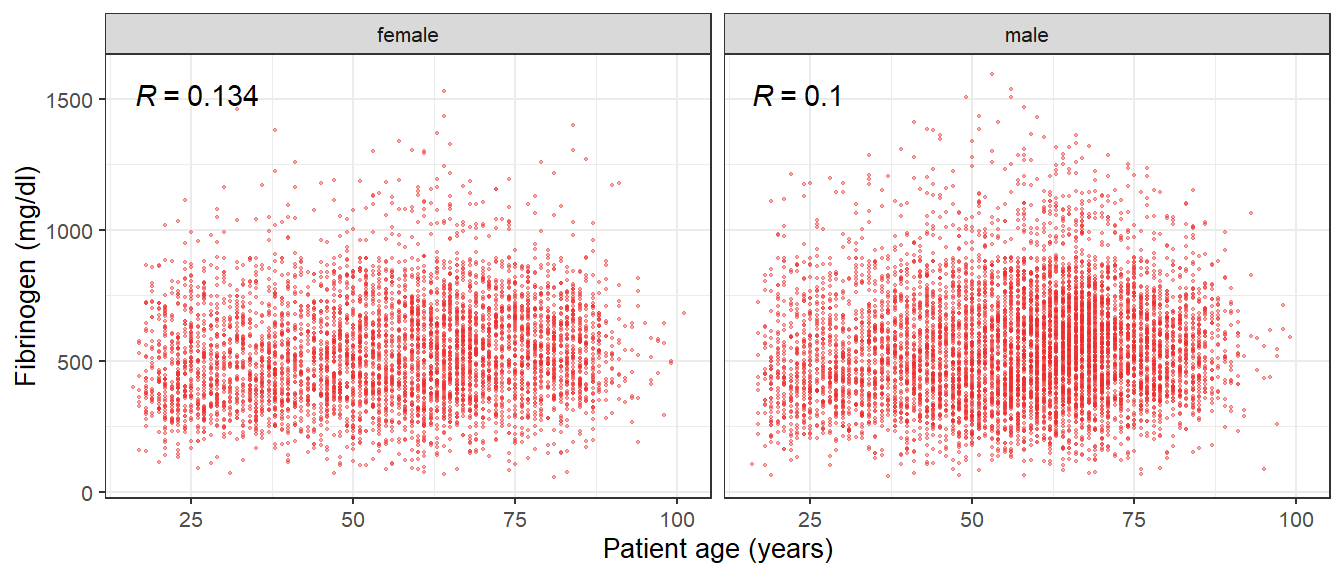 female
male
R = 0.134
R = 0.1
1500
1000
500
0
Fibrinogen (mg/dl)
25 50 75 100
25 50 75 100
Patient age (years)